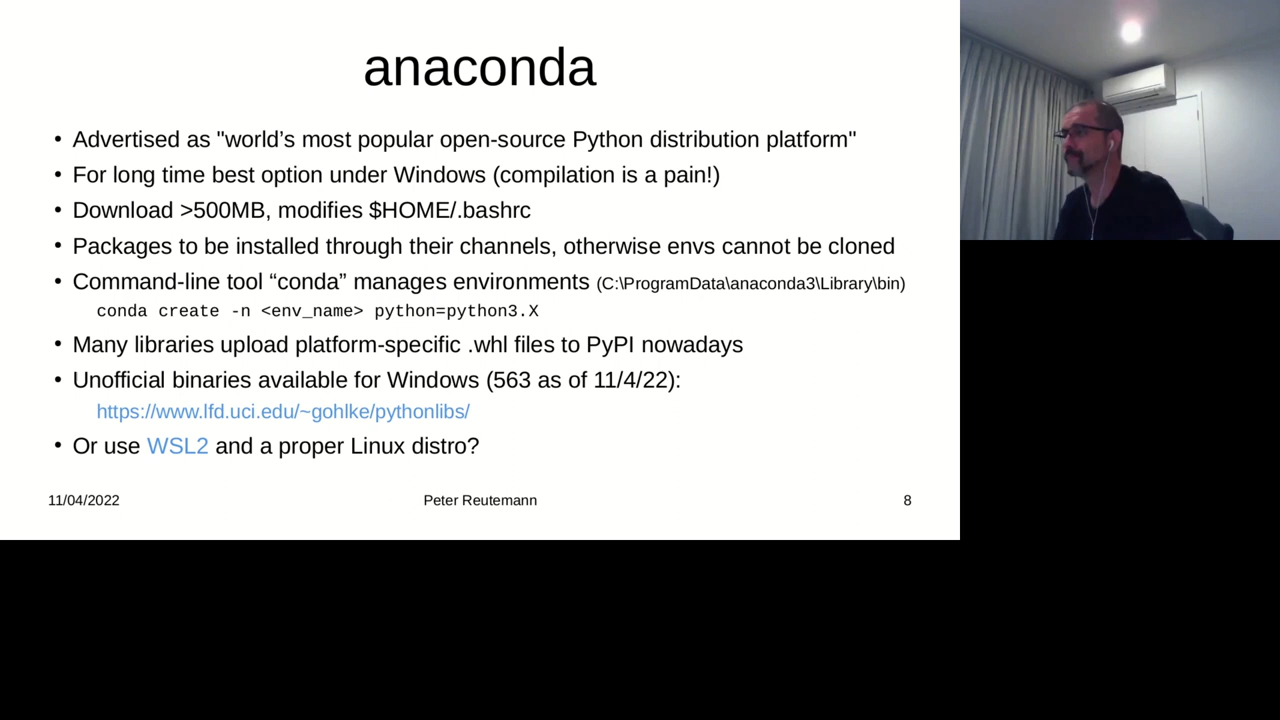 anaconda
• Advertised as "world’s most popular open-source Python distribution platform"
• For long time best option under Windows (compilation is a pain!)
• Download >500MB, modifies $HOME/.bashrc
• Packages to be installed through their channels, otherwise envs cannot be cloned
• Command-line tool “conda” manages environments (C:\ProgramData\anaconda3\Library\bin)
conda create -n <env_name> python=python3.X
• Many libraries upload platform-specific .whl files to PyPI nowadays
• Unofficial binaries available for Windows (563 as of 11/4/22):
https://www.lfd.uci.edu/~gohlke/pythonlibs/
• Or use WSL2 and a proper Linux distro?
11/04/2022 Peter Reutemann 8